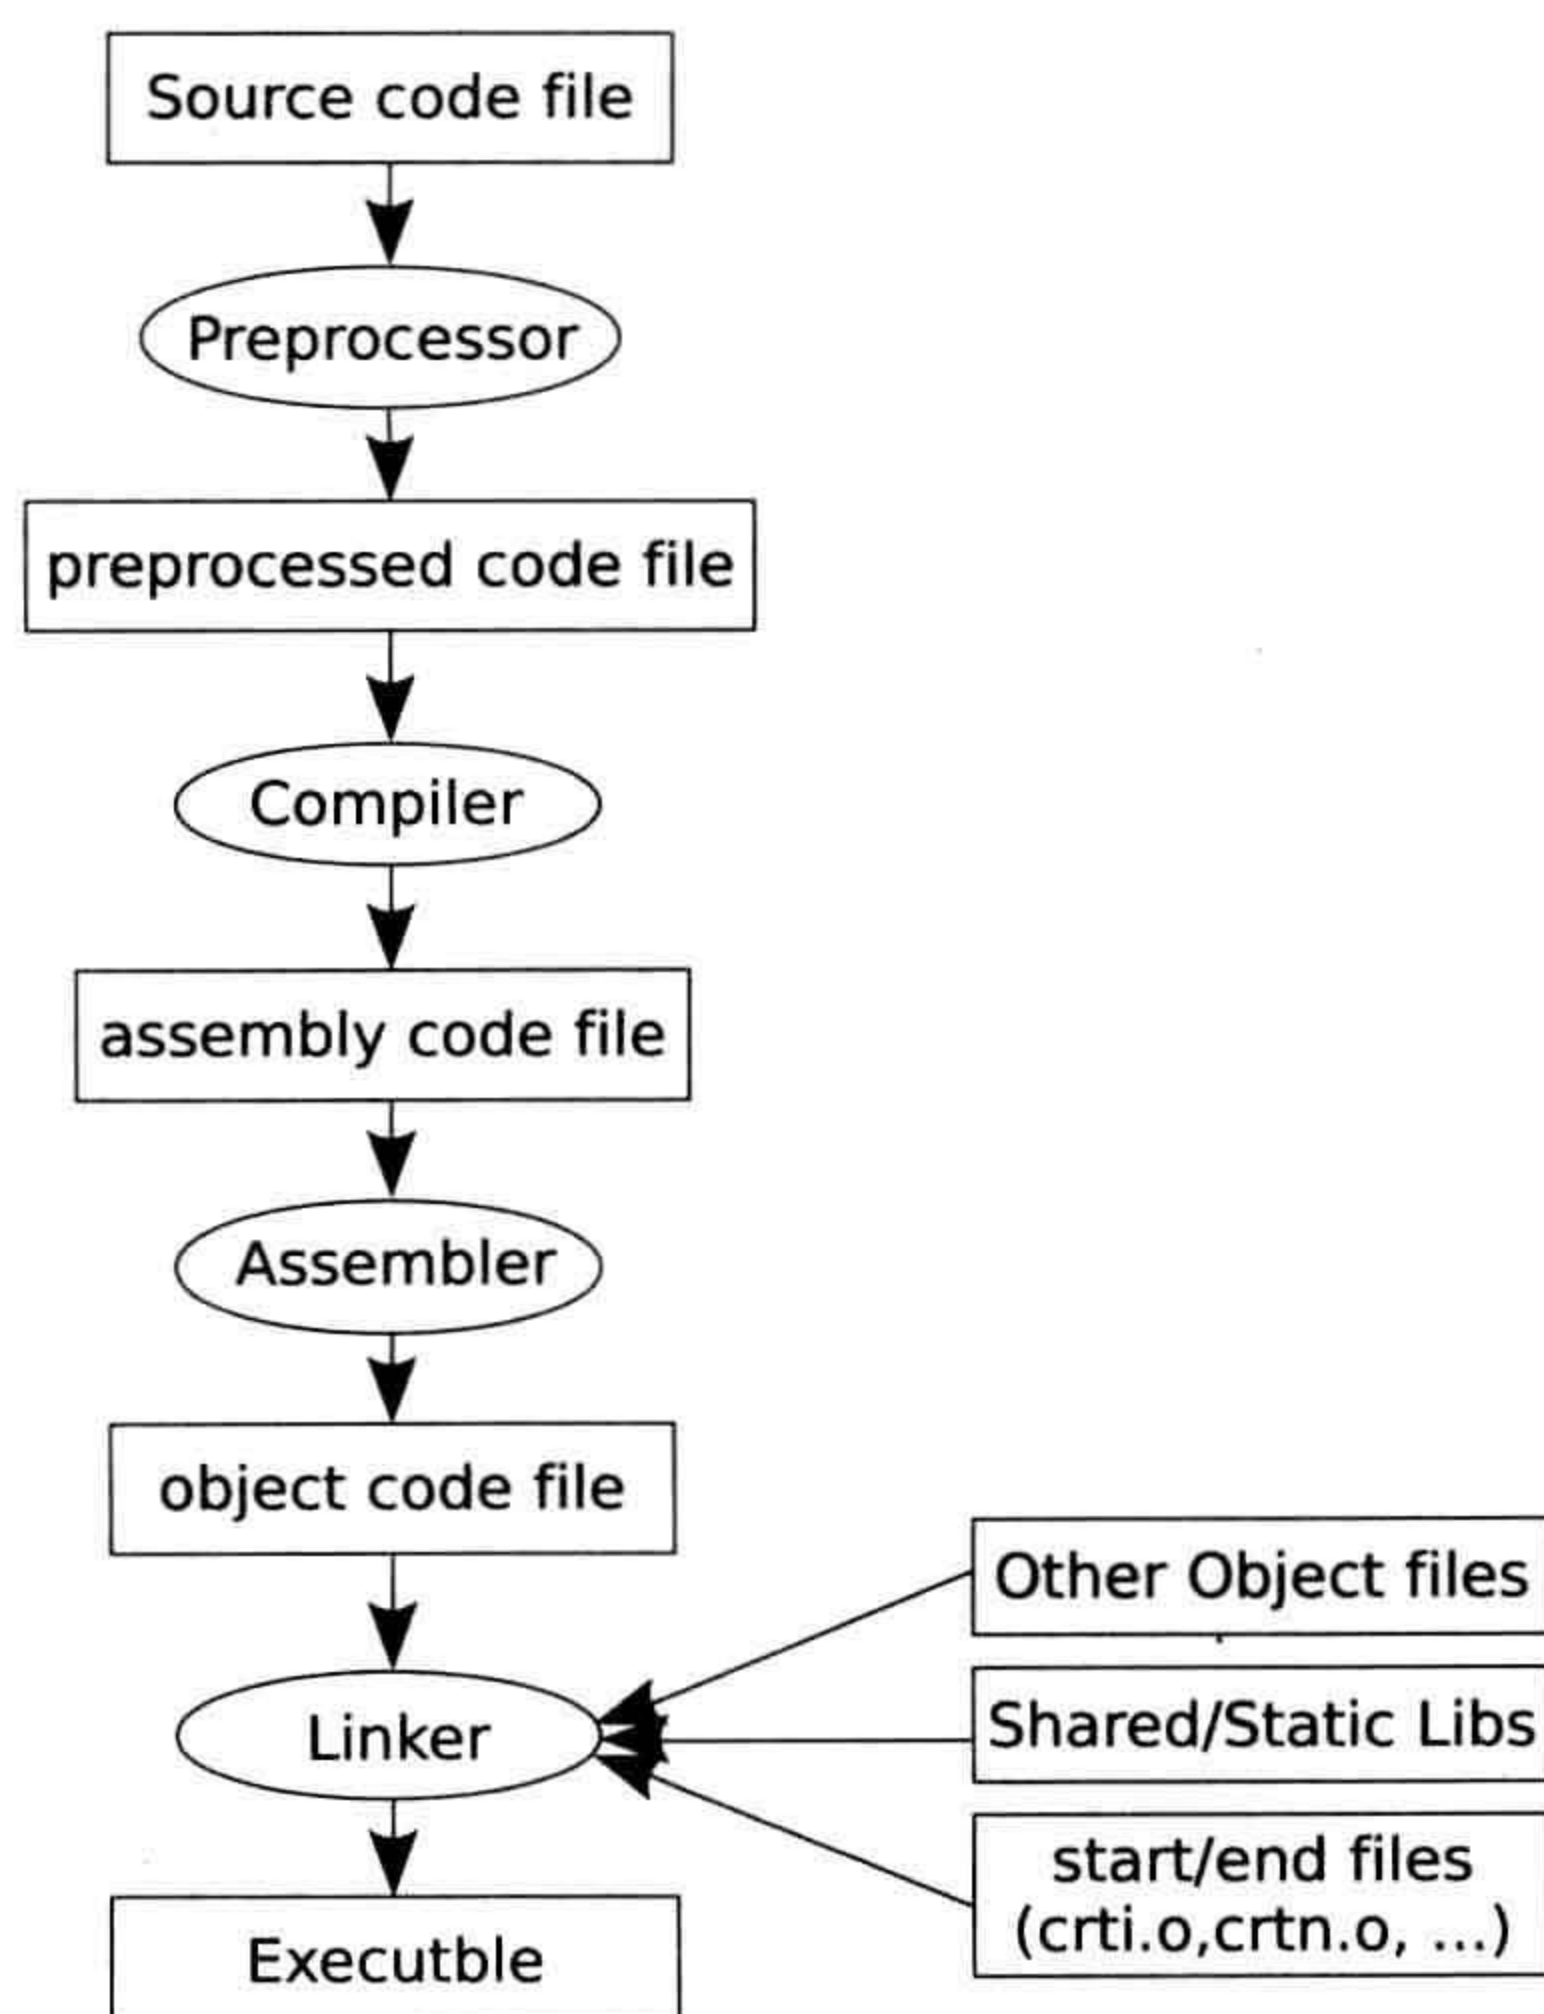 Source code file
Preprocessor
preprocessed code file
Compiler
assembly code file
Assembler
object code file
Other Object files
Linker
Shared/Static Libs
start/end files
(crti.o,crtn.o, ...)
Executble